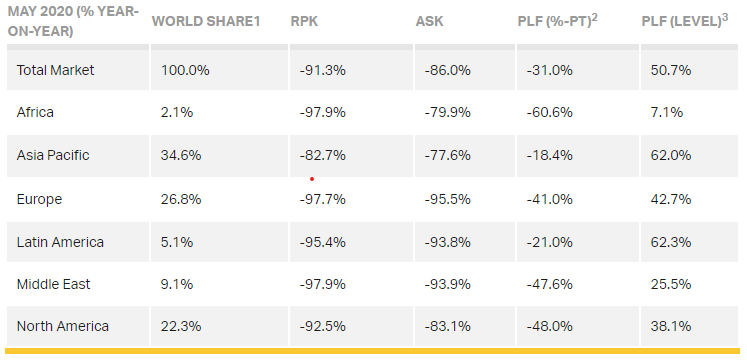 MAY 2020 (% YEAR-
ON-YEAR) WORLD SHARE1 RPK ASK PLF (%-PT)2 PLF (LEVEL)3
Total Market 100.0% -91.3% -86.0% -31.0% 50.7%
Africa 2.1% -97.9% -79.9% -60.6% 7.1%
Asia Pacific 34.6% -82.7% -77.6% -18.4% 62.0%
Europe 26.8% -97.7% -95.5% -41.0% 42.7%
Latin America 5.1% -95.4% -93.8% -21.0% 62.3%
Middle East 9.1% -97.9% -93.9% -47.6% 25.5%
North America 22.3% -92.5% -83.1% -48.0% 38.1%